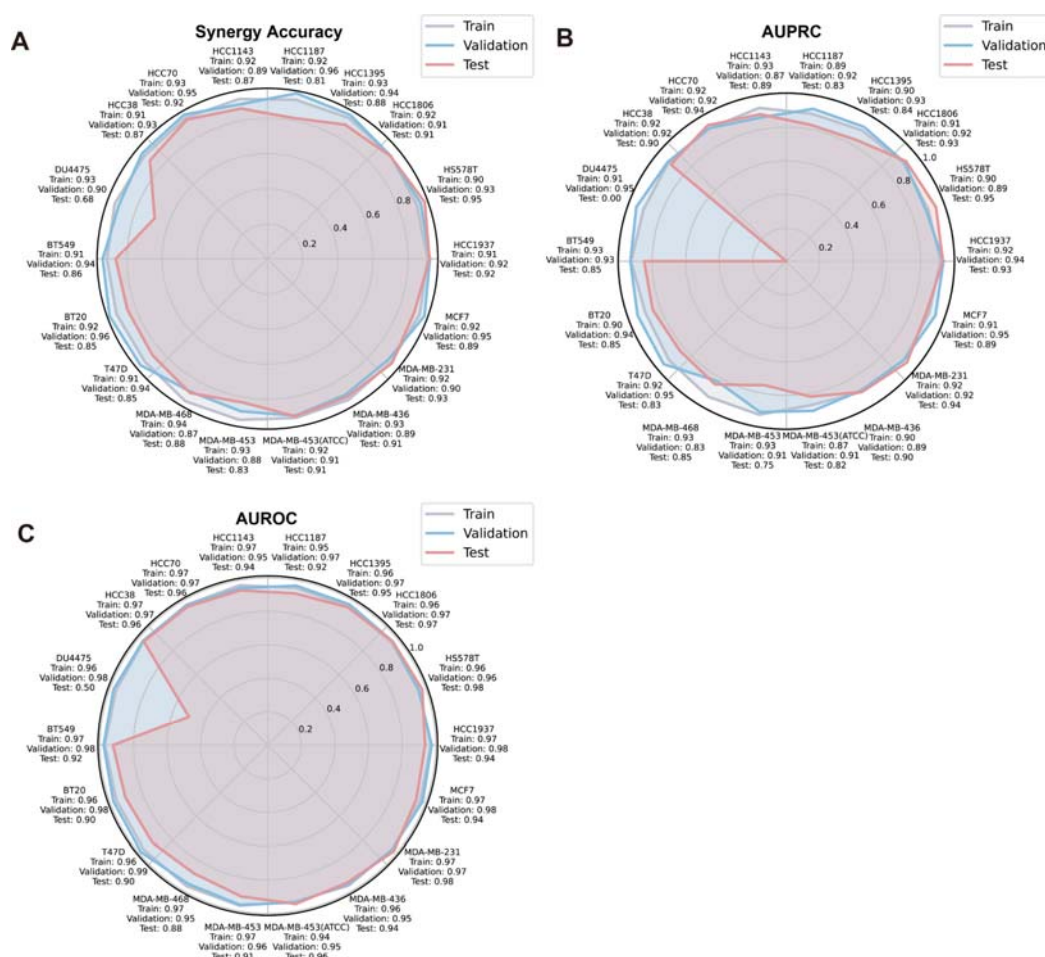 A
Synergy Accuracy
Train
Validation
Test
HCC1143
Train: 0.92
Validation: 0.89
Test: 0.87
HCC1187
Train: 0.92
Validation: 0.96
Test: 0.81
HCC1395
Train: 0.93
Validation: 0.94
Test: 0.88
HCC1806
Train: 0.92
Validation: 0.91
Test: 0.91
HS578T
Train: 0.90
Validation: 0.93
Test: 0.95
HCC1937
Train: 0.91
Validation: 0.92
Test: 0.92
MCF7
Train: 0.92
Validation: 0.95
Test: 0.89
MDA-MB-231
Train: 0.92
Validation: 0.90
Test: 0.93
MDA-MB-436
Train: 0.93
Validation: 0.89
Test: 0.91
MDA-MB-453(ATCC)
Train: 0.92
Validation: 0.91
Test: 0.91
MDA-MB-453
Train: 0.93
Validation: 0.88
Test: 0.83
MDA-MB-468
Train: 0.94
Validation: 0.87
Test: 0.88
T47D
Train: 0.91
Validation: 0.94
Test: 0.85
BT20
Train: 0.92
Validation: 0.96
Test: 0.85
BT549
Train: 0.91
Validation: 0.94
Test: 0.86
DU4475
Train: 0.93
Validation: 0.90
Test: 0.68
HCC38
Train: 0.91
Validation: 0.93
Test: 0.87
HCC70
Train: 0.93
Validation: 0.95
Test: 0.92
0.2
0.4
0.6
0.8
B
AUPRC
Train
Validation
Test
HCC1143
Train: 0.93
Validation: 0.87
Test: 0.89
HCC1187
Train: 0.89
Validation: 0.92
Test: 0.83
HCC1395
Train: 0.90
Validation: 0.93
Test: 0.84
HCC1806
Train: 0.91
Validation: 0.92
Test: 0.93
HS578T
Train: 0.90
Validation: 0.89
Test: 0.95
HCC1937
Train: 0.92
Validation: 0.94
Test: 0.93
MCF7
Train: 0.91
Validation: 0.95
Test: 0.89
MDA-MB-231
Train: 0.92
Validation: 0.92
Test: 0.94
MDA-MB-436
Train: 0.90
Validation: 0.89
Test: 0.90
MDA-MB-453(ATCC)
Train: 0.87
Validation: 0.91
Test: 0.82
MDA-MB-453
Train: 0.93
Validation: 0.91
Test: 0.75
MDA-MB-468
Train: 0.93
Validation: 0.83
Test: 0.85
T47D
Train: 0.92
Validation: 0.95
Test: 0.83
BT20
Train: 0.90
Validation: 0.94
Test: 0.85
BT549
Train: 0.93
Validation: 0.93
Test: 0.85
DU4475
Train: 0.91
Validation: 0.95
Test: 0.00
HCC38
Train: 0.92
Validation: 0.92
Test: 0.90
HCC70
Train: 0.92
Validation: 0.92
Test: 0.94
0.2
0.4
0.6
0.8
1.0
C
AUROC
Train
Validation
Test
HCC1143
Train: 0.97
Validation: 0.95
Test: 0.94
HCC1187
Train: 0.95
Validation: 0.97
Test: 0.92
HCC1395
Train: 0.96
Validation: 0.97
Test: 0.95
HCC1806
Train: 0.96
Validation: 0.97
Test: 0.97
HS578T
Train: 0.96
Validation: 0.96
Test: 0.98
HCC1937
Train: 0.97
Validation: 0.98
Test: 0.94
MCF7
Train: 0.97
Validation: 0.98
Test: 0.94
MDA-MB-231
Train: 0.97
Validation: 0.97
Test: 0.98
MDA-MB-436
Train: 0.96
Validation: 0.95
Test: 0.94
MDA-MB-453(ATCC)
Train: 0.94
Validation: 0.95
Test: 0.96
MDA-MB-453
Train: 0.97
Validation: 0.96
Test: 0.91
MDA-MB-468
Train: 0.97
Validation: 0.95
Test: 0.88
T47D
Train: 0.96
Validation: 0.99
Test: 0.90
BT20
Train: 0.96
Validation: 0.98
Test: 0.90
BT549
Train: 0.97
Validation: 0.98
Test: 0.92
DU4475
Train: 0.96
Validation: 0.98
Test: 0.50
HCC38
Train: 0.97
Validation: 0.97
Test: 0.96
HCC70
Train: 0.97
Validation: 0.97
Test: 0.96
0.2
0.4
0.6
0.8
1.0